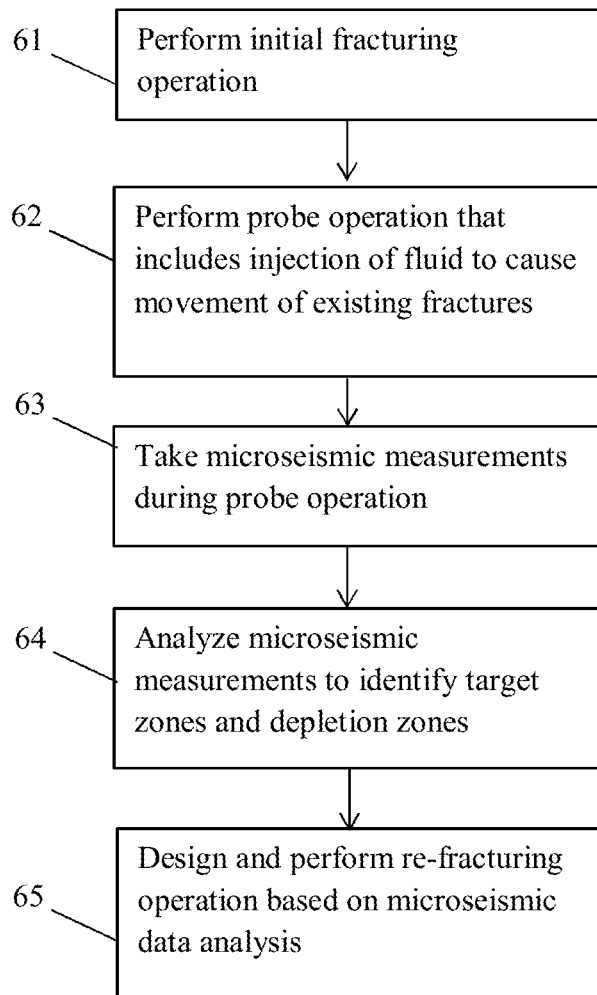 61
Perform initial fracturing
operation
62
Perform probe operation that
includes injection of fluid to cause
movement of existing fractures
63
Take microseismic measurements
during probe operation
64
Analyze microseismic
measurements to identify target
zones and depletion zones
65
Design and perform re-fracturing
operation based on microseismic
data analysis